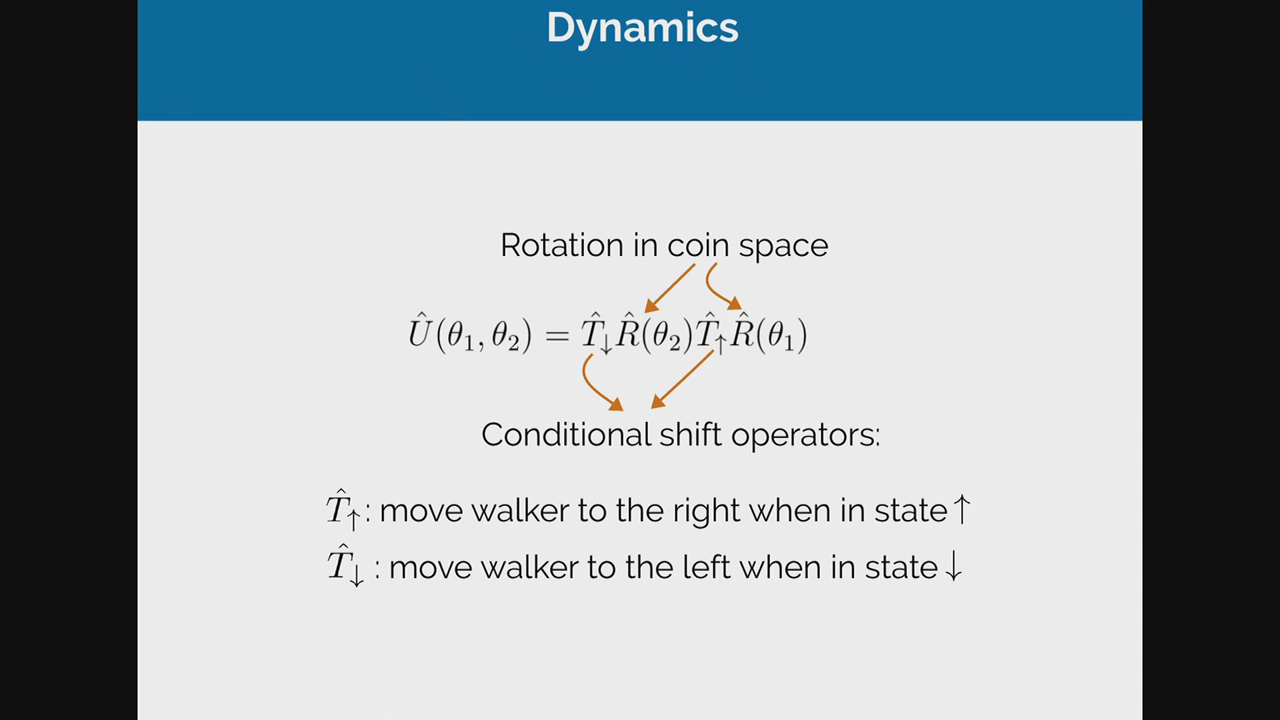 Dynamics
Rotation in coin space
Û(θ₁, θ₂) = T̂↓R̂(θ₂)T̂↑R̂(θ₁)
Conditional shift operators:
T̂↑ : move walker to the right when in state ↑
T̂↓ : move walker to the left when in state ↓